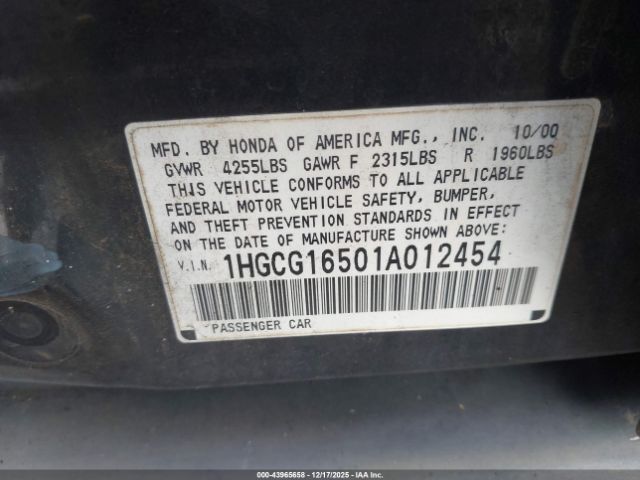 MFD. BY HONDA OF AMERICA MFG., INC. 10/00
GVWR 4255LBS GAWR F 2315LBS R 1960LBS
THIS VEHICLE CONFORMS TO ALL APPLICABLE
FEDERAL MOTOR VEHICLE SAFETY, BUMPER,
AND THEFT PREVENTION STANDARDS IN EFFECT
ON THE DATE OF MANUFACTURE SHOWN ABOVE:
V.I.N. 1HGCG16501A012454
PASSENGER CAR
000-43965658 - 12/17/2025 - IAA Inc.